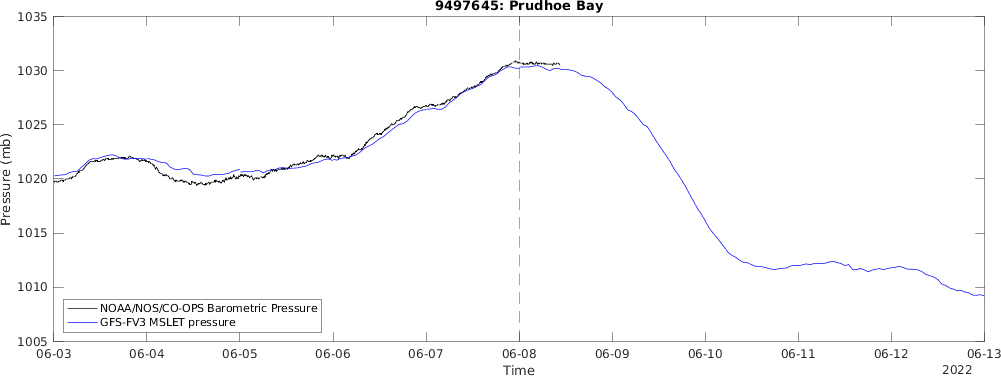 9497645: Prudhoe Bay
1035
1030
1025
1020
1015
1010
1005
Pressure (mb)
NOAA/NOS/CO-OPS Barometric Pressure
GFS-FV3 MSLET pressure
06-03 06-04 06-05 06-06 06-07 06-08 06-09 06-10 06-11 06-12 06-13
Time
2022